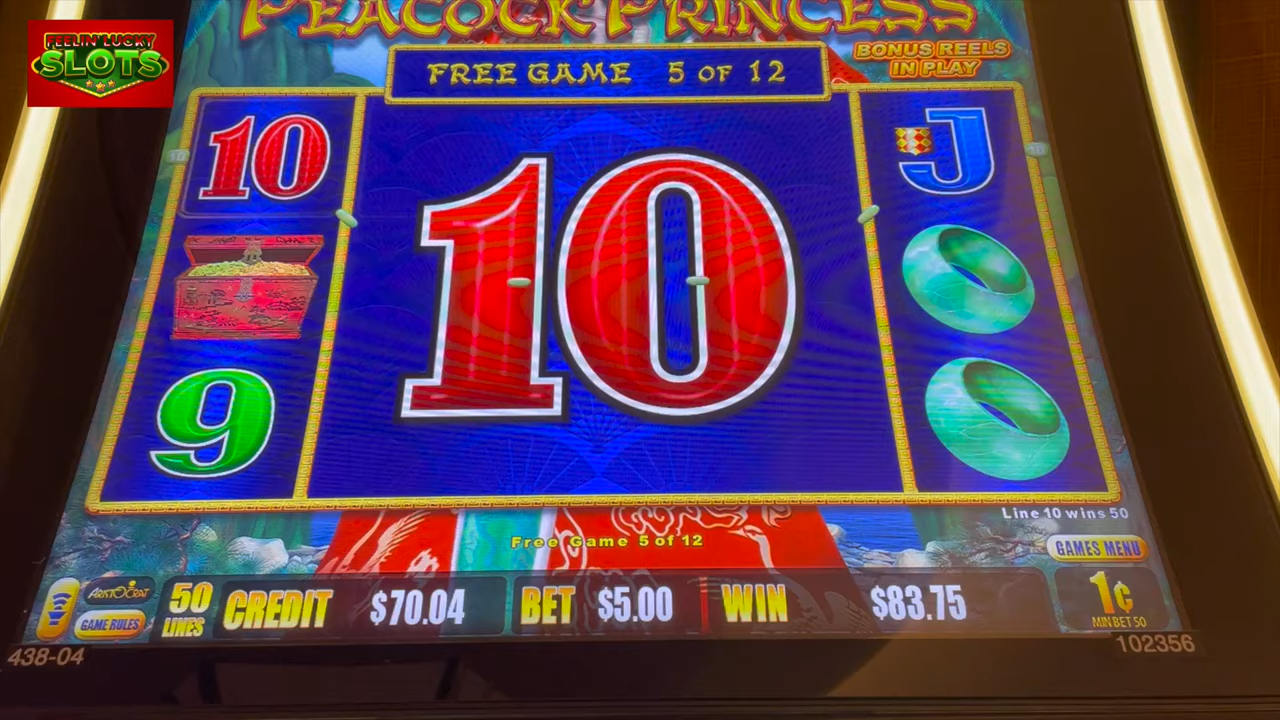 PEACOCK PRINCESS
FEELIN' LUCKY
SLOTS
BONUS REELS
IN PLAY
FREE GAME 5 OF 12
10
J
10
10
10
9
Line 10 wins 50
Free Game 5 of 12
GAMES MENU
ARISTOCRAT
GAME RULES
50
LINES
CREDIT $70.04
BET $5.00
WIN $83.75
1¢
MIN BET 50
438-04
102356